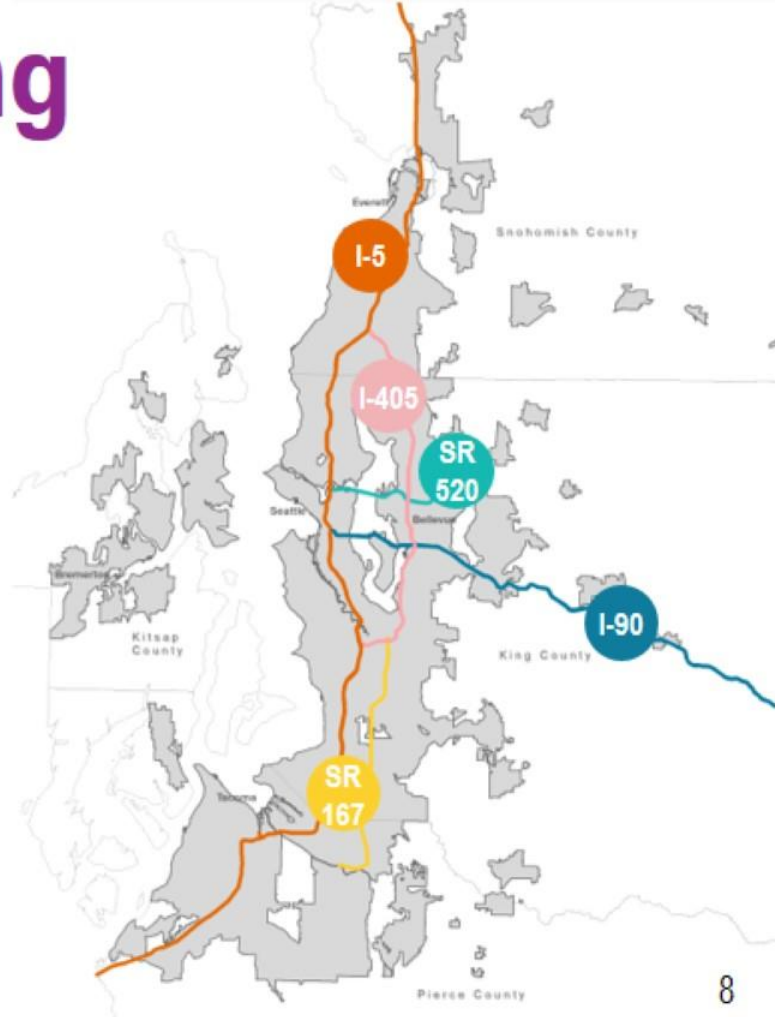 ng
Everett
Snohomish County
I-5
I-405
SR
520
Seattle
Bellevue
Bremerton
I-90
Kitsap
County
King County
SR
167
Tacoma
Pierce County
8